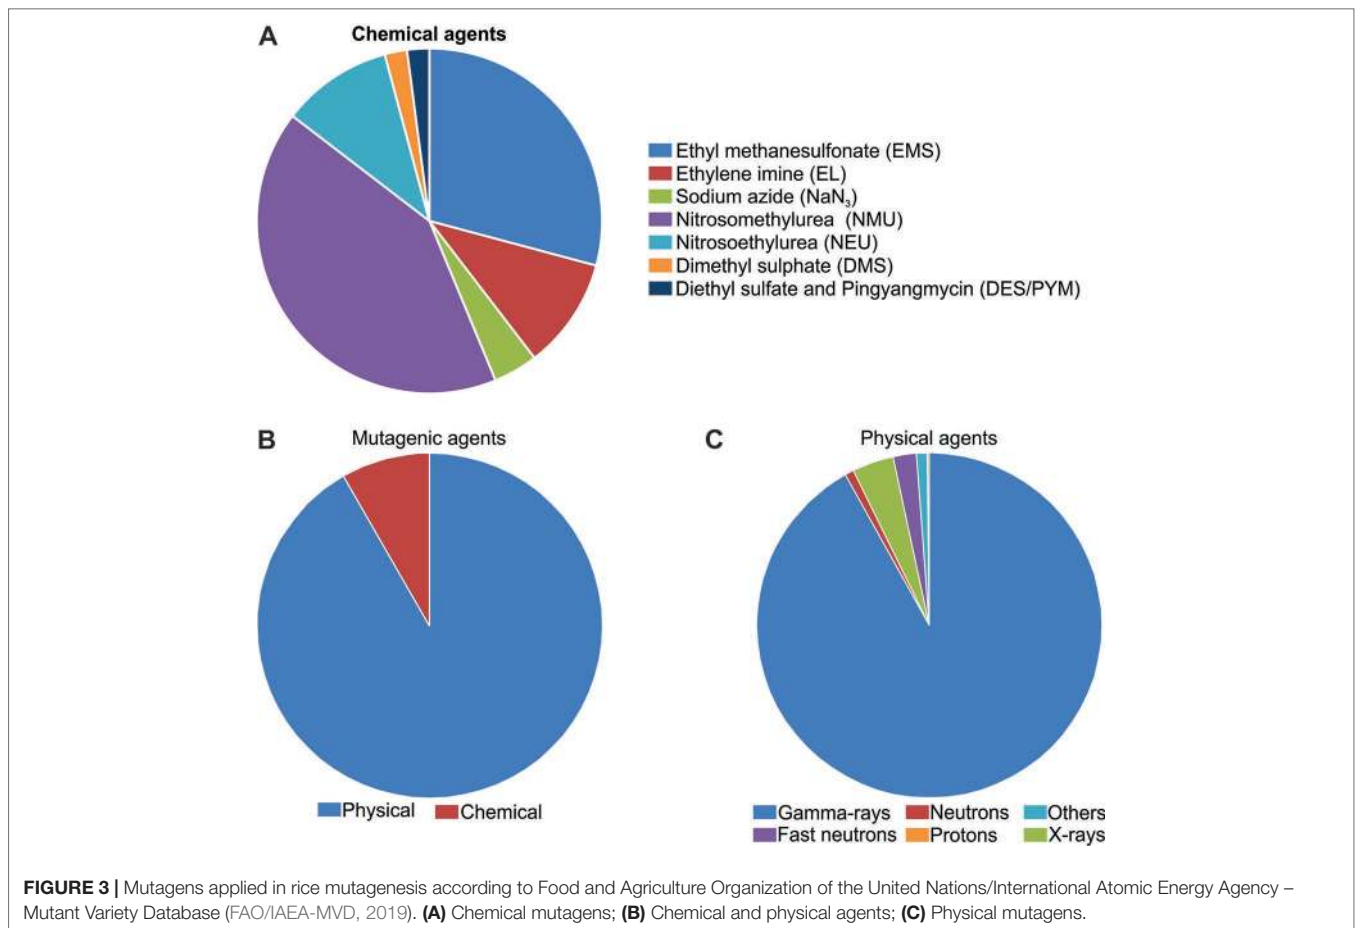 A
Chemical agents
Ethyl methanesulfonate (EMS)
Ethylene imine (EL)
Sodium azide (NaN₃)
Nitrosomethylurea (NMU)
Nitrosoethylurea (NEU)
Dimethyl sulphate (DMS)
Diethyl sulfate and Pingyangmycin (DES/PYM)
B
Mutagenic agents
Physical Chemical
C
Physical agents
Gamma-rays Neutrons Others
Fast neutrons Protons X-rays
FIGURE 3 | Mutagens applied in rice mutagenesis according to Food and Agriculture Organization of the United Nations/International Atomic Energy Agency –
Mutant Variety Database (FAO/IAEA-MVD, 2019). (A) Chemical mutagens; (B) Chemical and physical agents; (C) Physical mutagens.